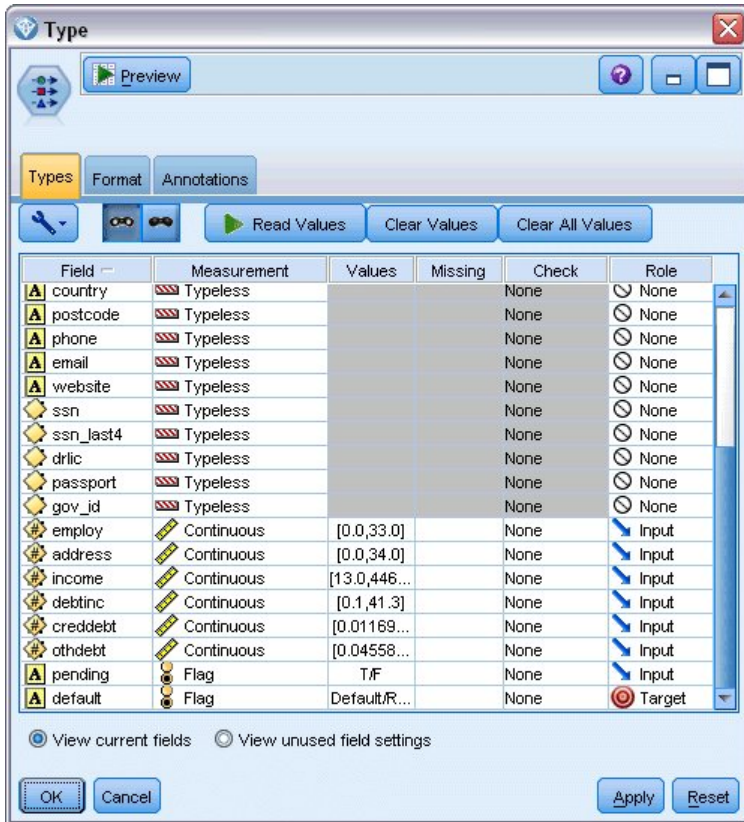 Type
Preview
Types Format Annotations
Read Values Clear Values Clear All Values
Field Measurement Values Missing Check Role
A country Typeless None None
A postcode Typeless None None
A phone Typeless None None
A email Typeless None None
A website Typeless None None
ssn Typeless None None
ssn_last4 Typeless None None
drlic Typeless None None
passport Typeless None None
gov_id Typeless None None
# employ Continuous [0.0,33.0] None Input
# address Continuous [0.0,34.0] None Input
# income Continuous [13.0,446... None Input
# debtinc Continuous [0.1,41.3] None Input
# creddebt Continuous [0.01169... None Input
# othdebt Continuous [0.04558... None Input
A pending Flag T/F None Input
A default Flag Default/R... None Target
View current fields View unused field settings
OK Cancel Apply Reset